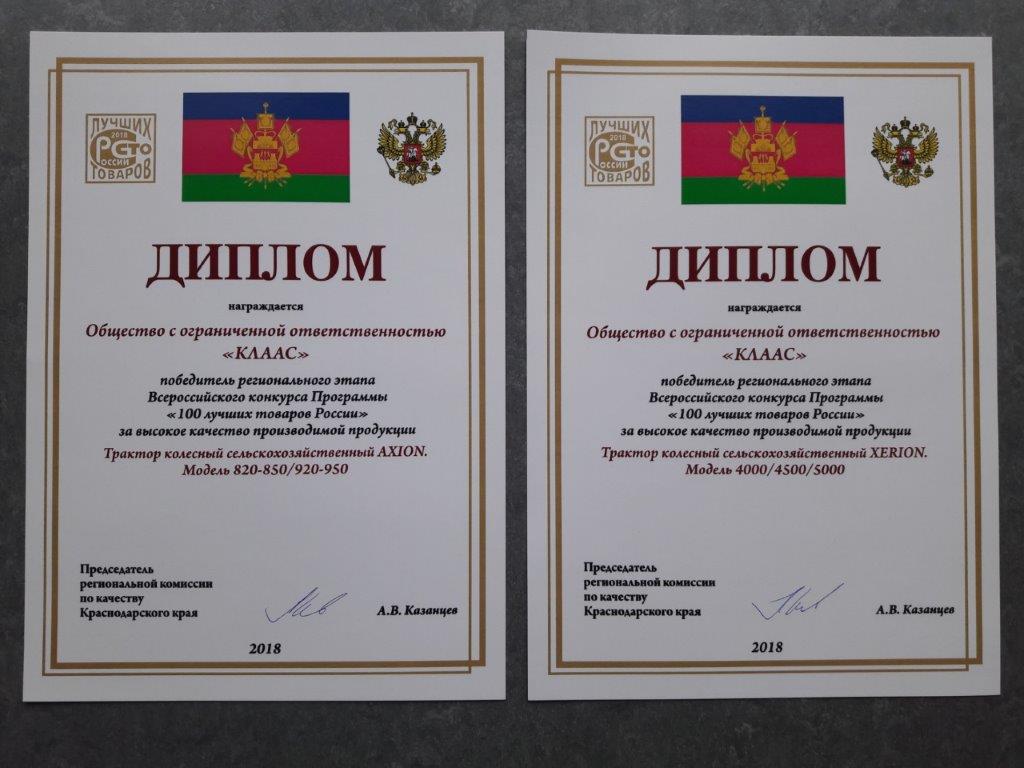 ЛУЧШИХ
2018
СТО
РОССИИ
ТОВАРОВ
ДИПЛОМ
награждается
Общество с ограниченной ответственностью
«КЛААС»
победитель регионального этапа
Всероссийского конкурса Программы
«100 лучших товаров России»
за высокое качество производимой продукции
Трактор колесный сельскохозяйственный AXION.
Модель 820-850/920-950
Председатель
региональной комиссии
по качеству
Краснодарского края
А.В. Казанцев
2018
ЛУЧШИХ
2018
СТО
РОССИИ
ТОВАРОВ
ДИПЛОМ
награждается
Общество с ограниченной ответственностью
«КЛААС»
победитель регионального этапа
Всероссийского конкурса Программы
«100 лучших товаров России»
за высокое качество производимой продукции
Трактор колесный сельскохозяйственный XERION.
Модель 4000/4500/5000
Председатель
региональной комиссии
по качеству
Краснодарского края
А.В. Казанцев
2018